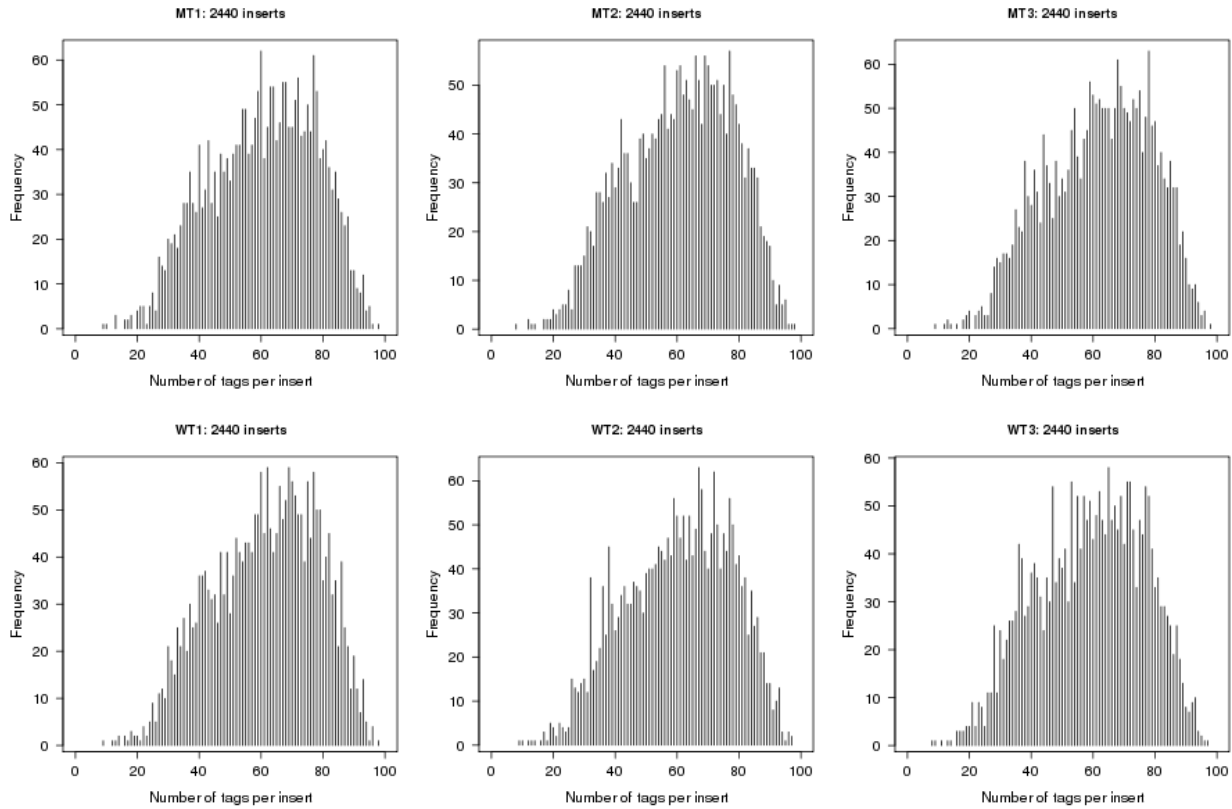 MT1: 2440 inserts
MT2: 2440 inserts
MT3: 2440 inserts
Frequency
60
50
40
30
20
10
0
0 20 40 60 80 100
Number of tags per insert
Frequency
50
40
30
20
10
0
0 20 40 60 80 100
Number of tags per insert
Frequency
60
50
40
30
20
10
0
0 20 40 60 80 100
Number of tags per insert
WT1: 2440 inserts
WT2: 2440 inserts
WT3: 2440 inserts
Frequency
60
50
40
30
20
10
0
0 20 40 60 80 100
Number of tags per insert
Frequency
60
50
40
30
20
10
0
0 20 40 60 80 100
Number of tags per insert
Frequency
60
50
40
30
20
10
0
0 20 40 60 80 100
Number of tags per insert